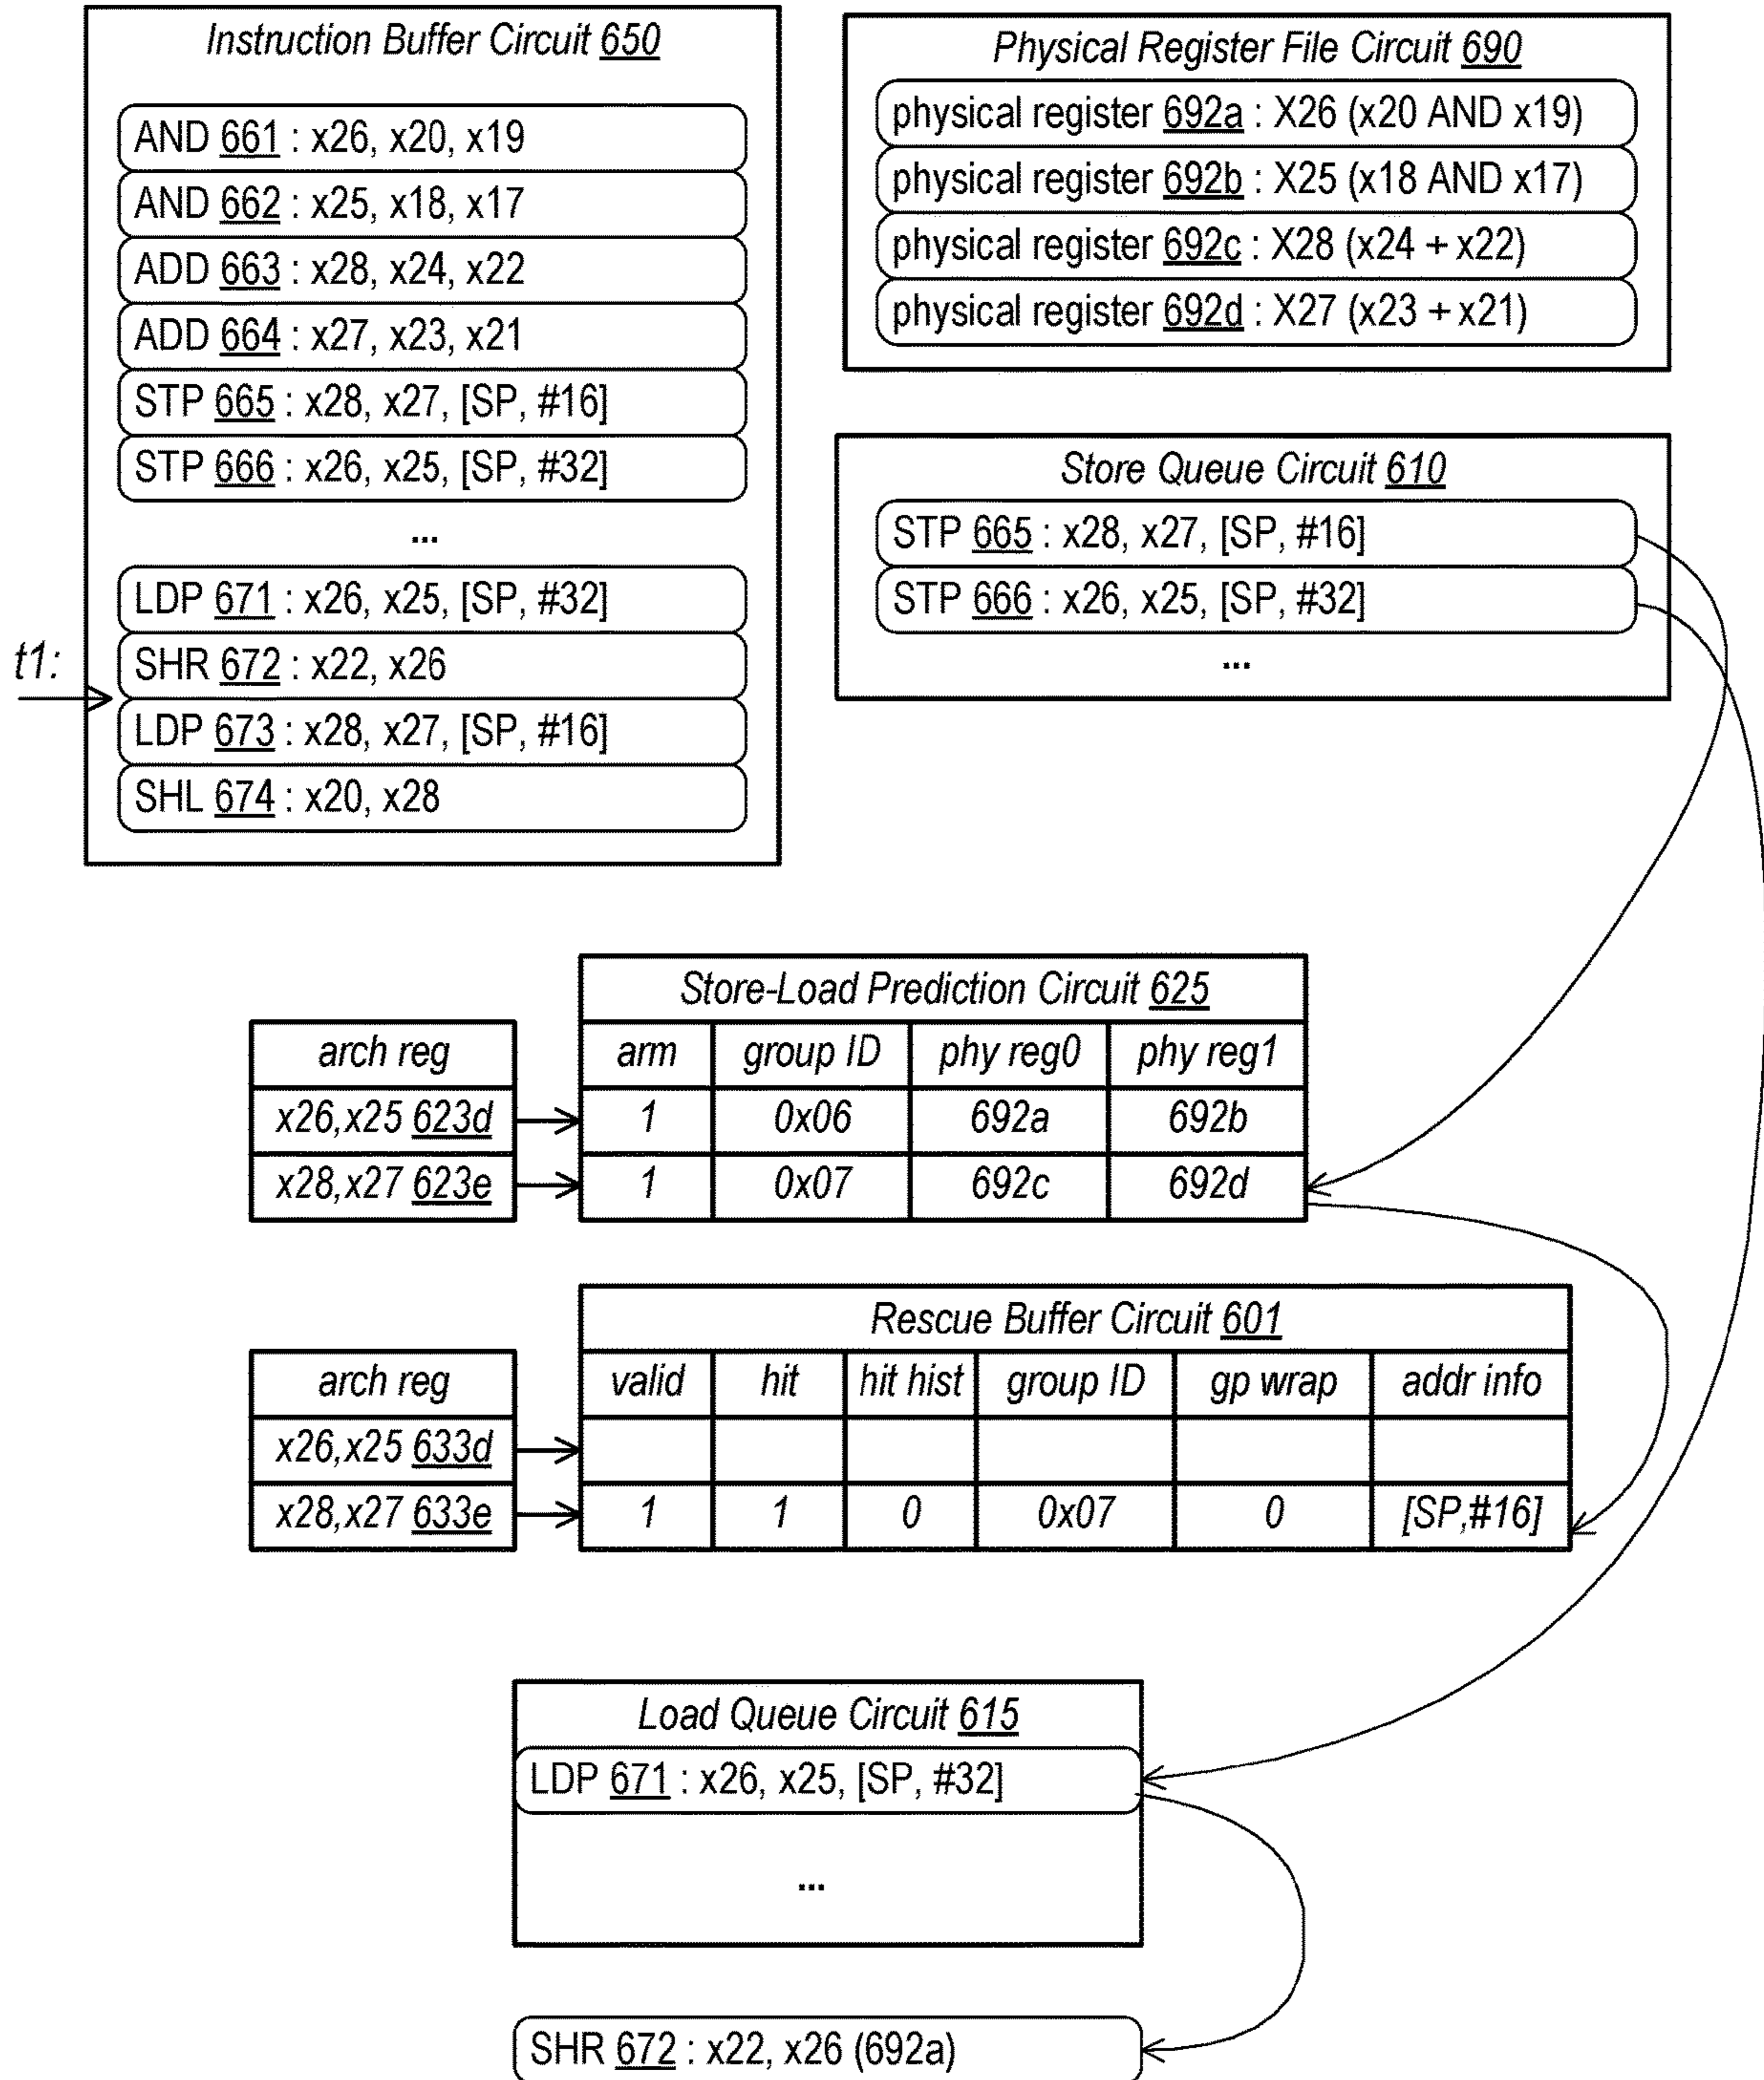 Instruction Buffer Circuit 650
AND 661 : x26, x20, x19
AND 662 : x25, x18, x17
ADD 663 : x28, x24, x22
ADD 664 : x27, x23, x21
STP 665 : x28, x27, [SP, #16]
STP 666 : x26, x25, [SP, #32]
...
LDP 671 : x26, x25, [SP, #32]
t1:
SHR 672 : x22, x26
LDP 673 : x28, x27, [SP, #16]
SHL 674 : x20, x28
Physical Register File Circuit 690
physical register 692a : X26 (x20 AND x19)
physical register 692b : X25 (x18 AND x17)
physical register 692c : X28 (x24 + x22)
physical register 692d : X27 (x23 + x21)
Store Queue Circuit 610
STP 665 : x28, x27, [SP, #16]
STP 666 : x26, x25, [SP, #32]
...
Store-Load Prediction Circuit 625
arch reg arm group ID phy reg0 phy reg1
x26,x25 623d 1 0x06 692a 692b
x28,x27 623e 1 0x07 692c 692d
Rescue Buffer Circuit 601
arch reg valid hit hit hist group ID gp wrap addr info
x26,x25 633d
x28,x27 633e 1 1 0 0x07 0 [SP,#16]
Load Queue Circuit 615
LDP 671 : x26, x25, [SP, #32]
...
SHR 672 : x22, x26 (692a)